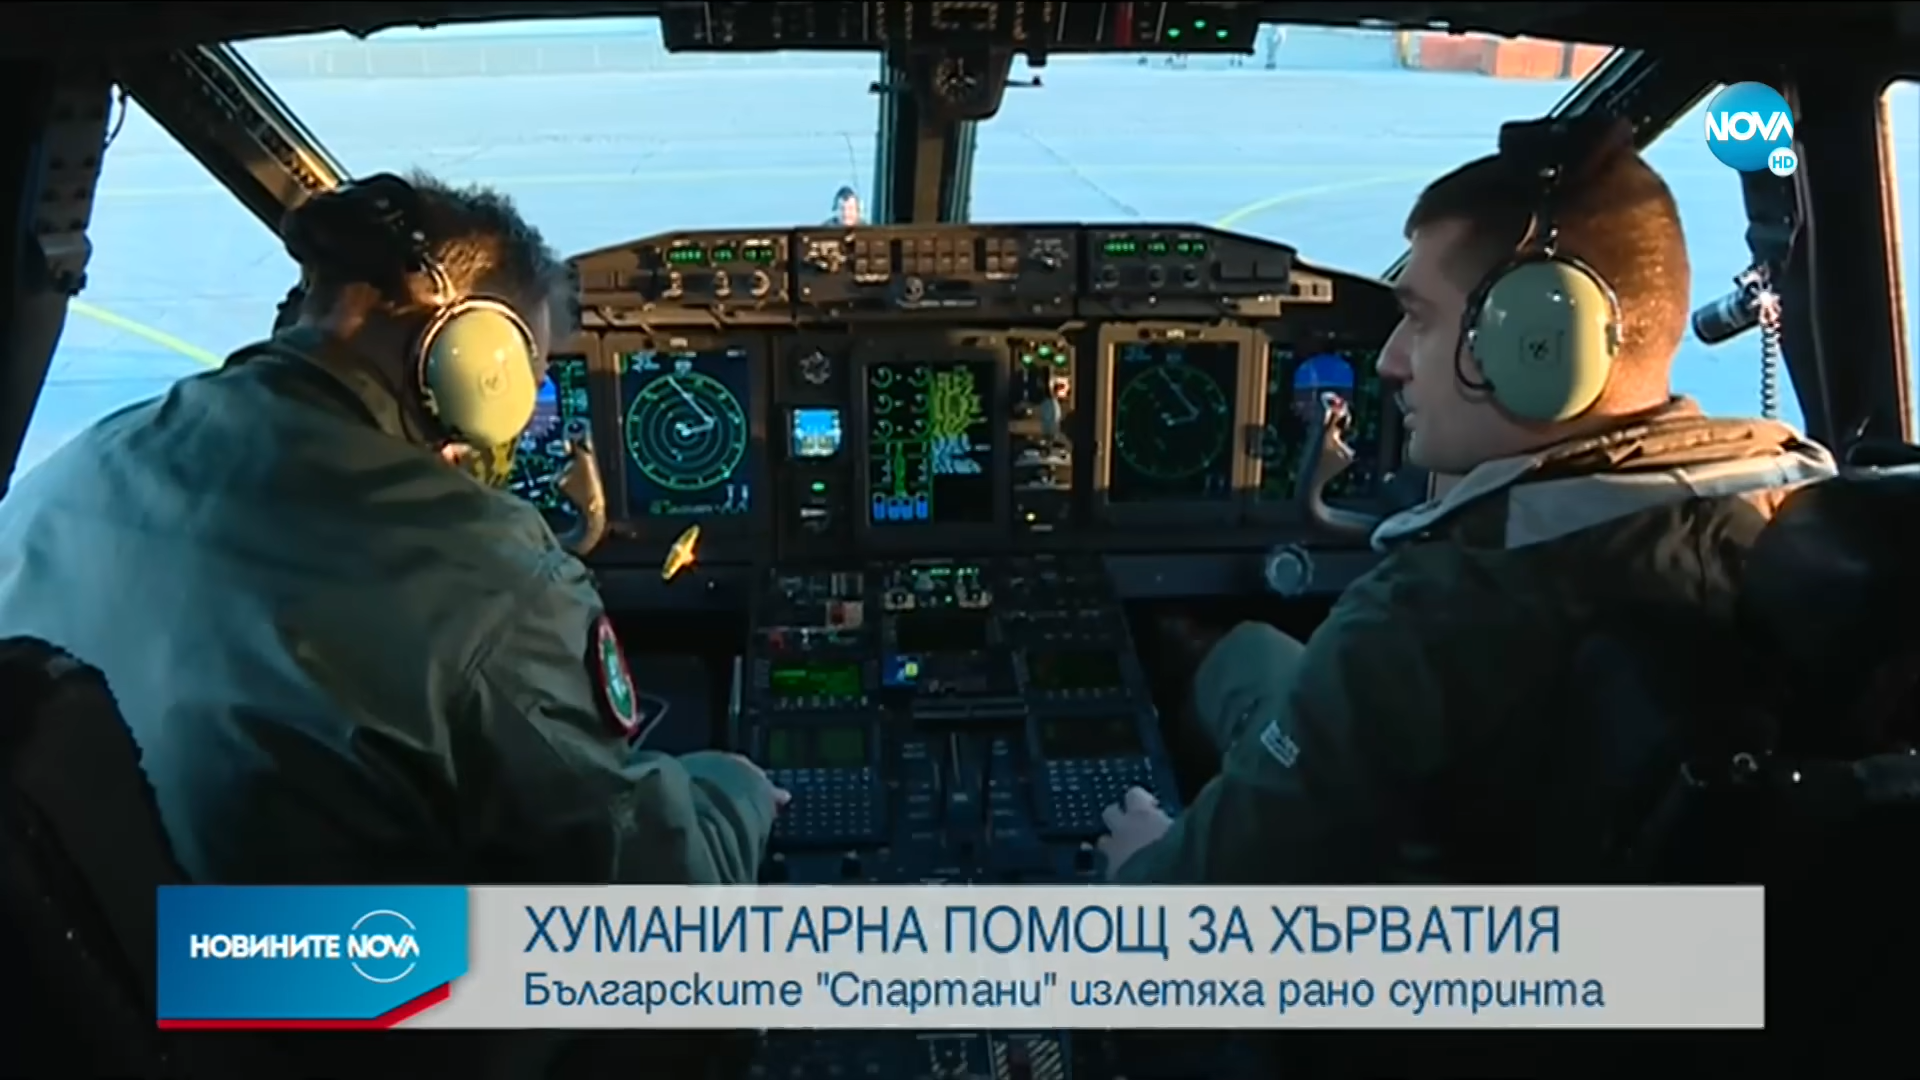 NOVA
HD
НОВИНИТЕ NOVA
ХУМАНИТАРНА ПОМОЩ ЗА ХЪРВАТИЯ
Българските "Спартани" излетяха рано сутринта